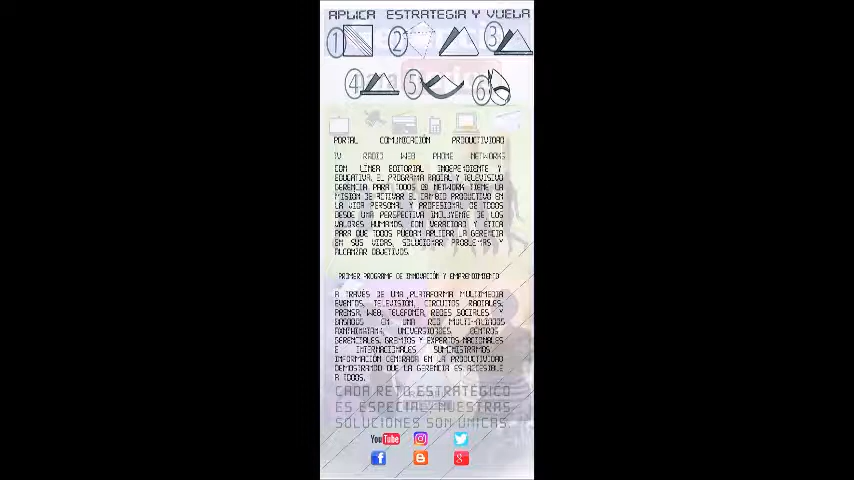 APLICA ESTRATEGIA Y VUELA
1 2 3
4 5 6
PORTAL COMUNICACIÓN PRODUCTIVIDAD
TV RADIO WEB PHONE NETWORKS
CON LÍNEA EDITORIAL INDEPENDIENTE Y
EDUCATIVA, EL PROGRAMA RADIAL Y TELEVISIVO
GERENCIA PARA TODOS @ NETWORK TIENE LA
MISIÓN DE ACTIVAR EL CAMBIO PRODUCTIVO EN
LA VIDA PERSONAL Y PROFESIONAL DE TODOS
DESDE UNA PERSPECTIVA INCLUYENTE DE LOS
VALORES HUMANOS, CON VERACIDAD Y ÉTICA
PARA QUE TODOS PUEDAN APLICAR LA GERENCIA
EN SUS VIDAS, SOLUCIONAR PROBLEMAS Y
ALCANZAR OBJETIVOS.
PRIMER PROGRAMA DE INNOVACIÓN Y EMPRENDIMIENTO
A TRAVÉS DE UNA PLATAFORMA MULTIMEDIA
EVENTOS, TELEVISIÓN, CIRCUITOS RADIALES,
PRENSA, WEB, TELEFONÍA, REDES SOCIALES Y
BASADOS EN UNA RED MULTI-ALIADOS
UNIVERSIDADES, CENTROS
GERENCIALES, GREMIOS Y EXPERTOS NACIONALES
E INTERNACIONALES SUMINISTRAMOS
INFORMACIÓN CENTRADA EN LA PRODUCTIVIDAD
DEMOSTRANDO QUE LA GERENCIA ES ACCESIBLE
A TODOS.
CADA RETO ESTRATÉGICO
ES ESPECIAL, NUESTRAS
SOLUCIONES SON ÚNICAS.
YouTube